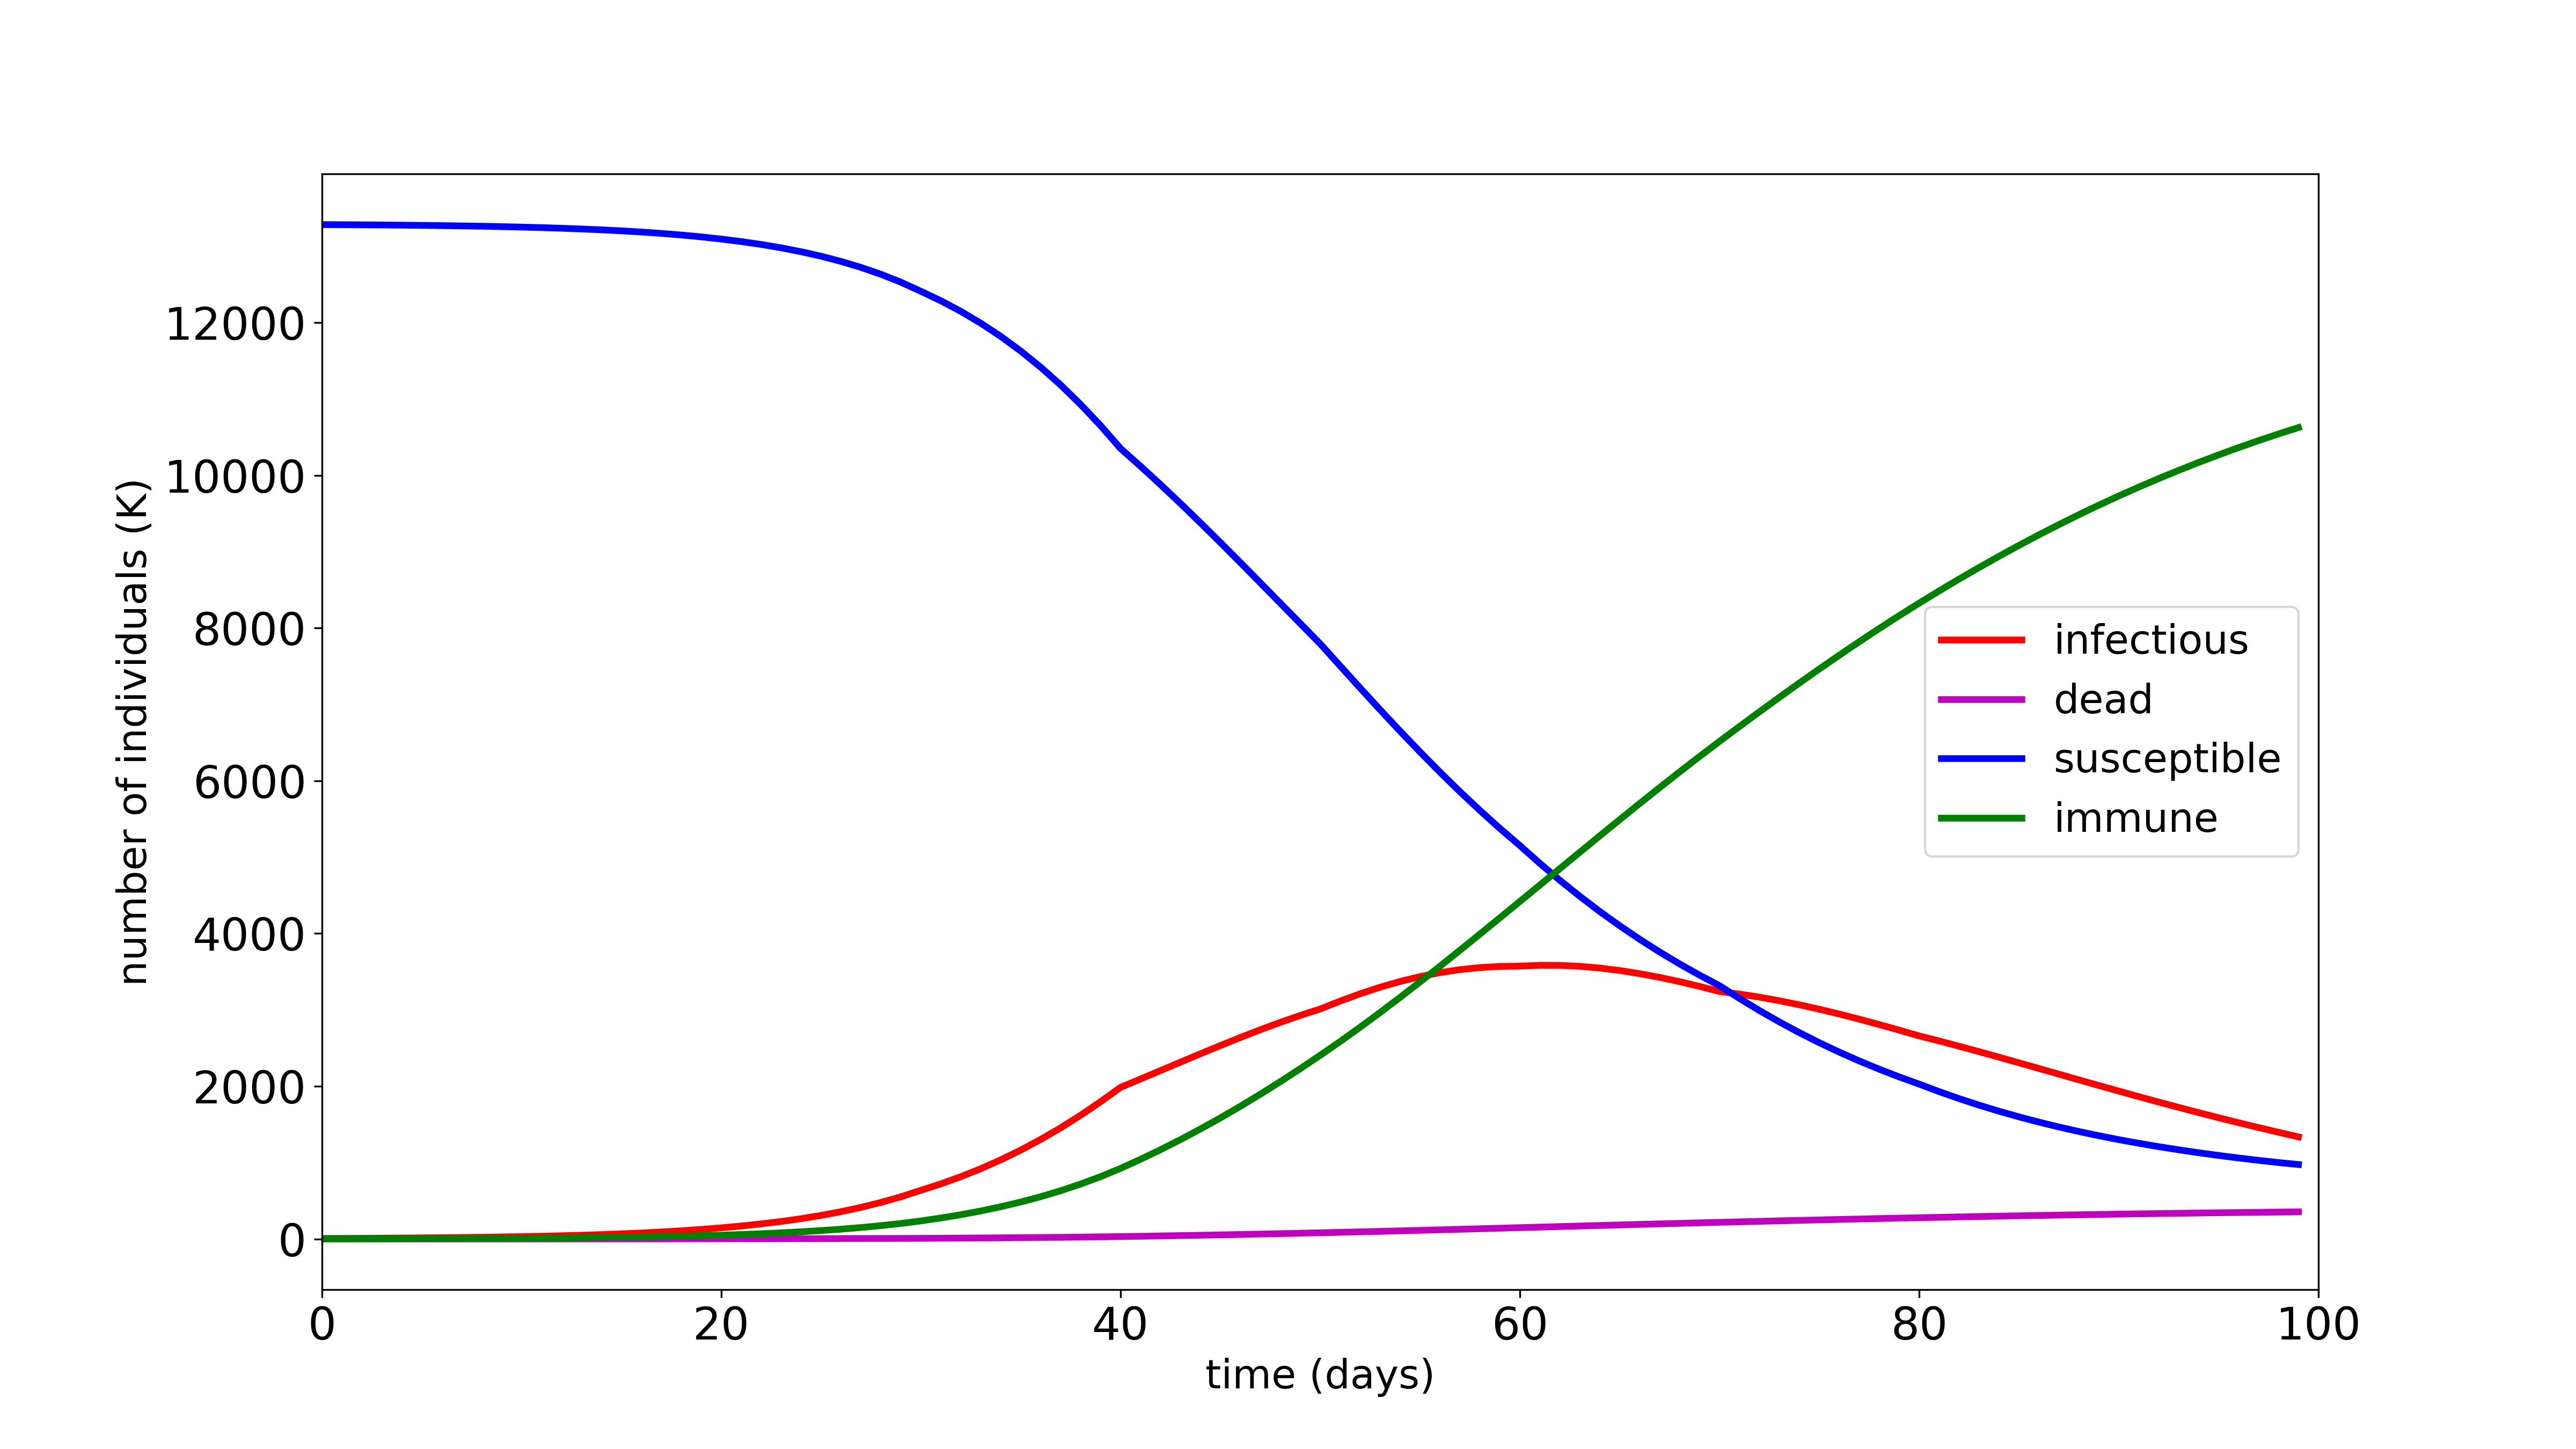 number of individuals (K)
12000
10000
8000
6000
4000
2000
0
infectious
dead
susceptible
immune
0 20 40 60 80 100
time (days)